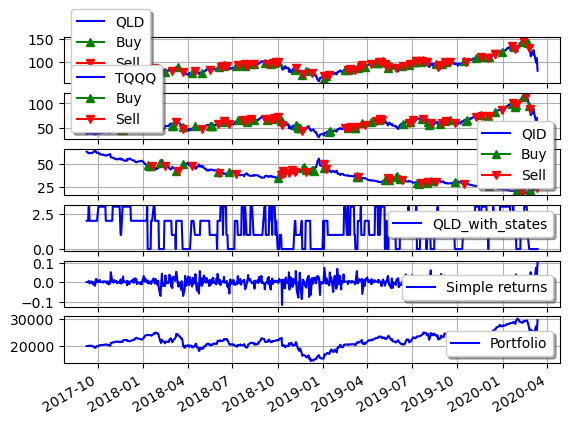 QLD
Buy
Sell
150
100
TQQQ
Buy
Sell
100
50
QID
Buy
Sell
50
25
QLD_with_states
2.5
0.0
Simple returns
0.1
0.0
−0.1
Portfolio
30000
20000
2017-10 2018-01 2018-04 2018-07 2018-10 2019-01 2019-04 2019-07 2019-10 2020-01 2020-04